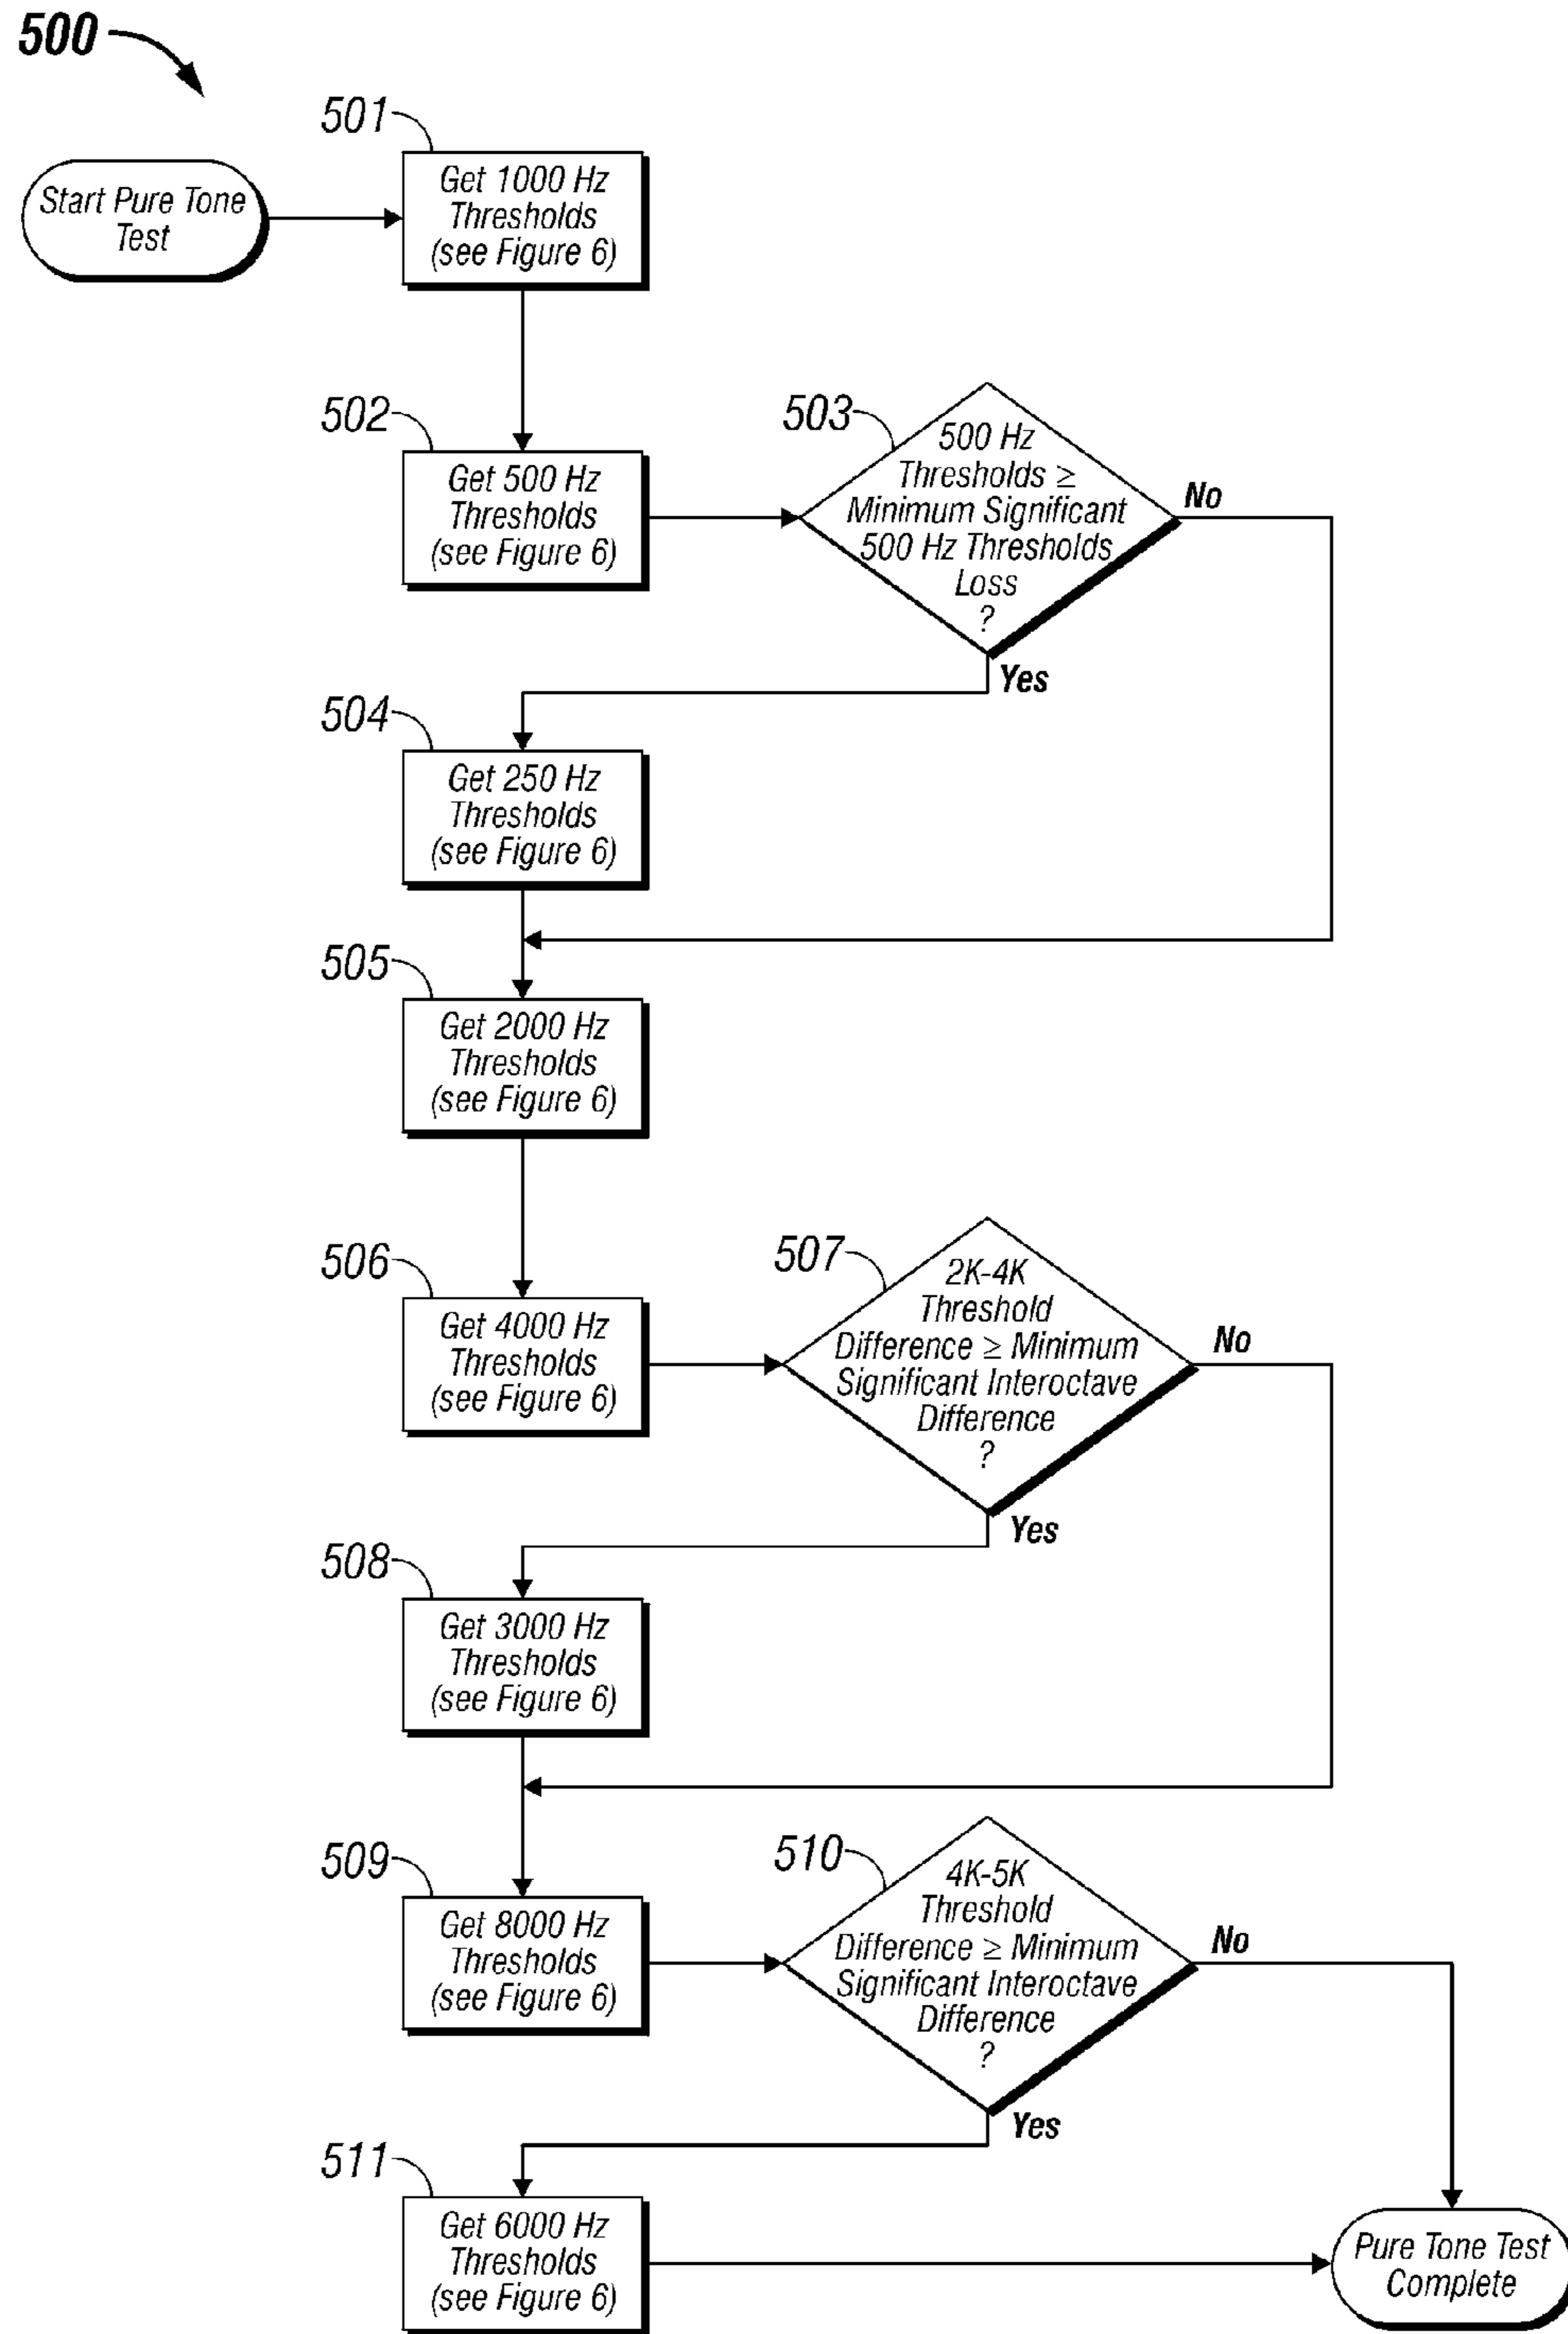 500
501
Start Pure Tone
Test
Get 1000 Hz
Thresholds
(see Figure 6)
502
Get 500 Hz
Thresholds
(see Figure 6)
503
500 Hz
Thresholds ≥
Minimum Significant
500 Hz Thresholds
Loss
?
No
Yes
504
Get 250 Hz
Thresholds
(see Figure 6)
505
Get 2000 Hz
Thresholds
(see Figure 6)
506
Get 4000 Hz
Thresholds
(see Figure 6)
507
2K-4K
Threshold
Difference ≥ Minimum
Significant Interoctave
Difference
?
No
Yes
508
Get 3000 Hz
Thresholds
(see Figure 6)
509
Get 8000 Hz
Thresholds
(see Figure 6)
510
4K-5K
Threshold
Difference ≥ Minimum
Significant Interoctave
Difference
?
No
Yes
511
Get 6000 Hz
Thresholds
(see Figure 6)
Pure Tone Test
Complete